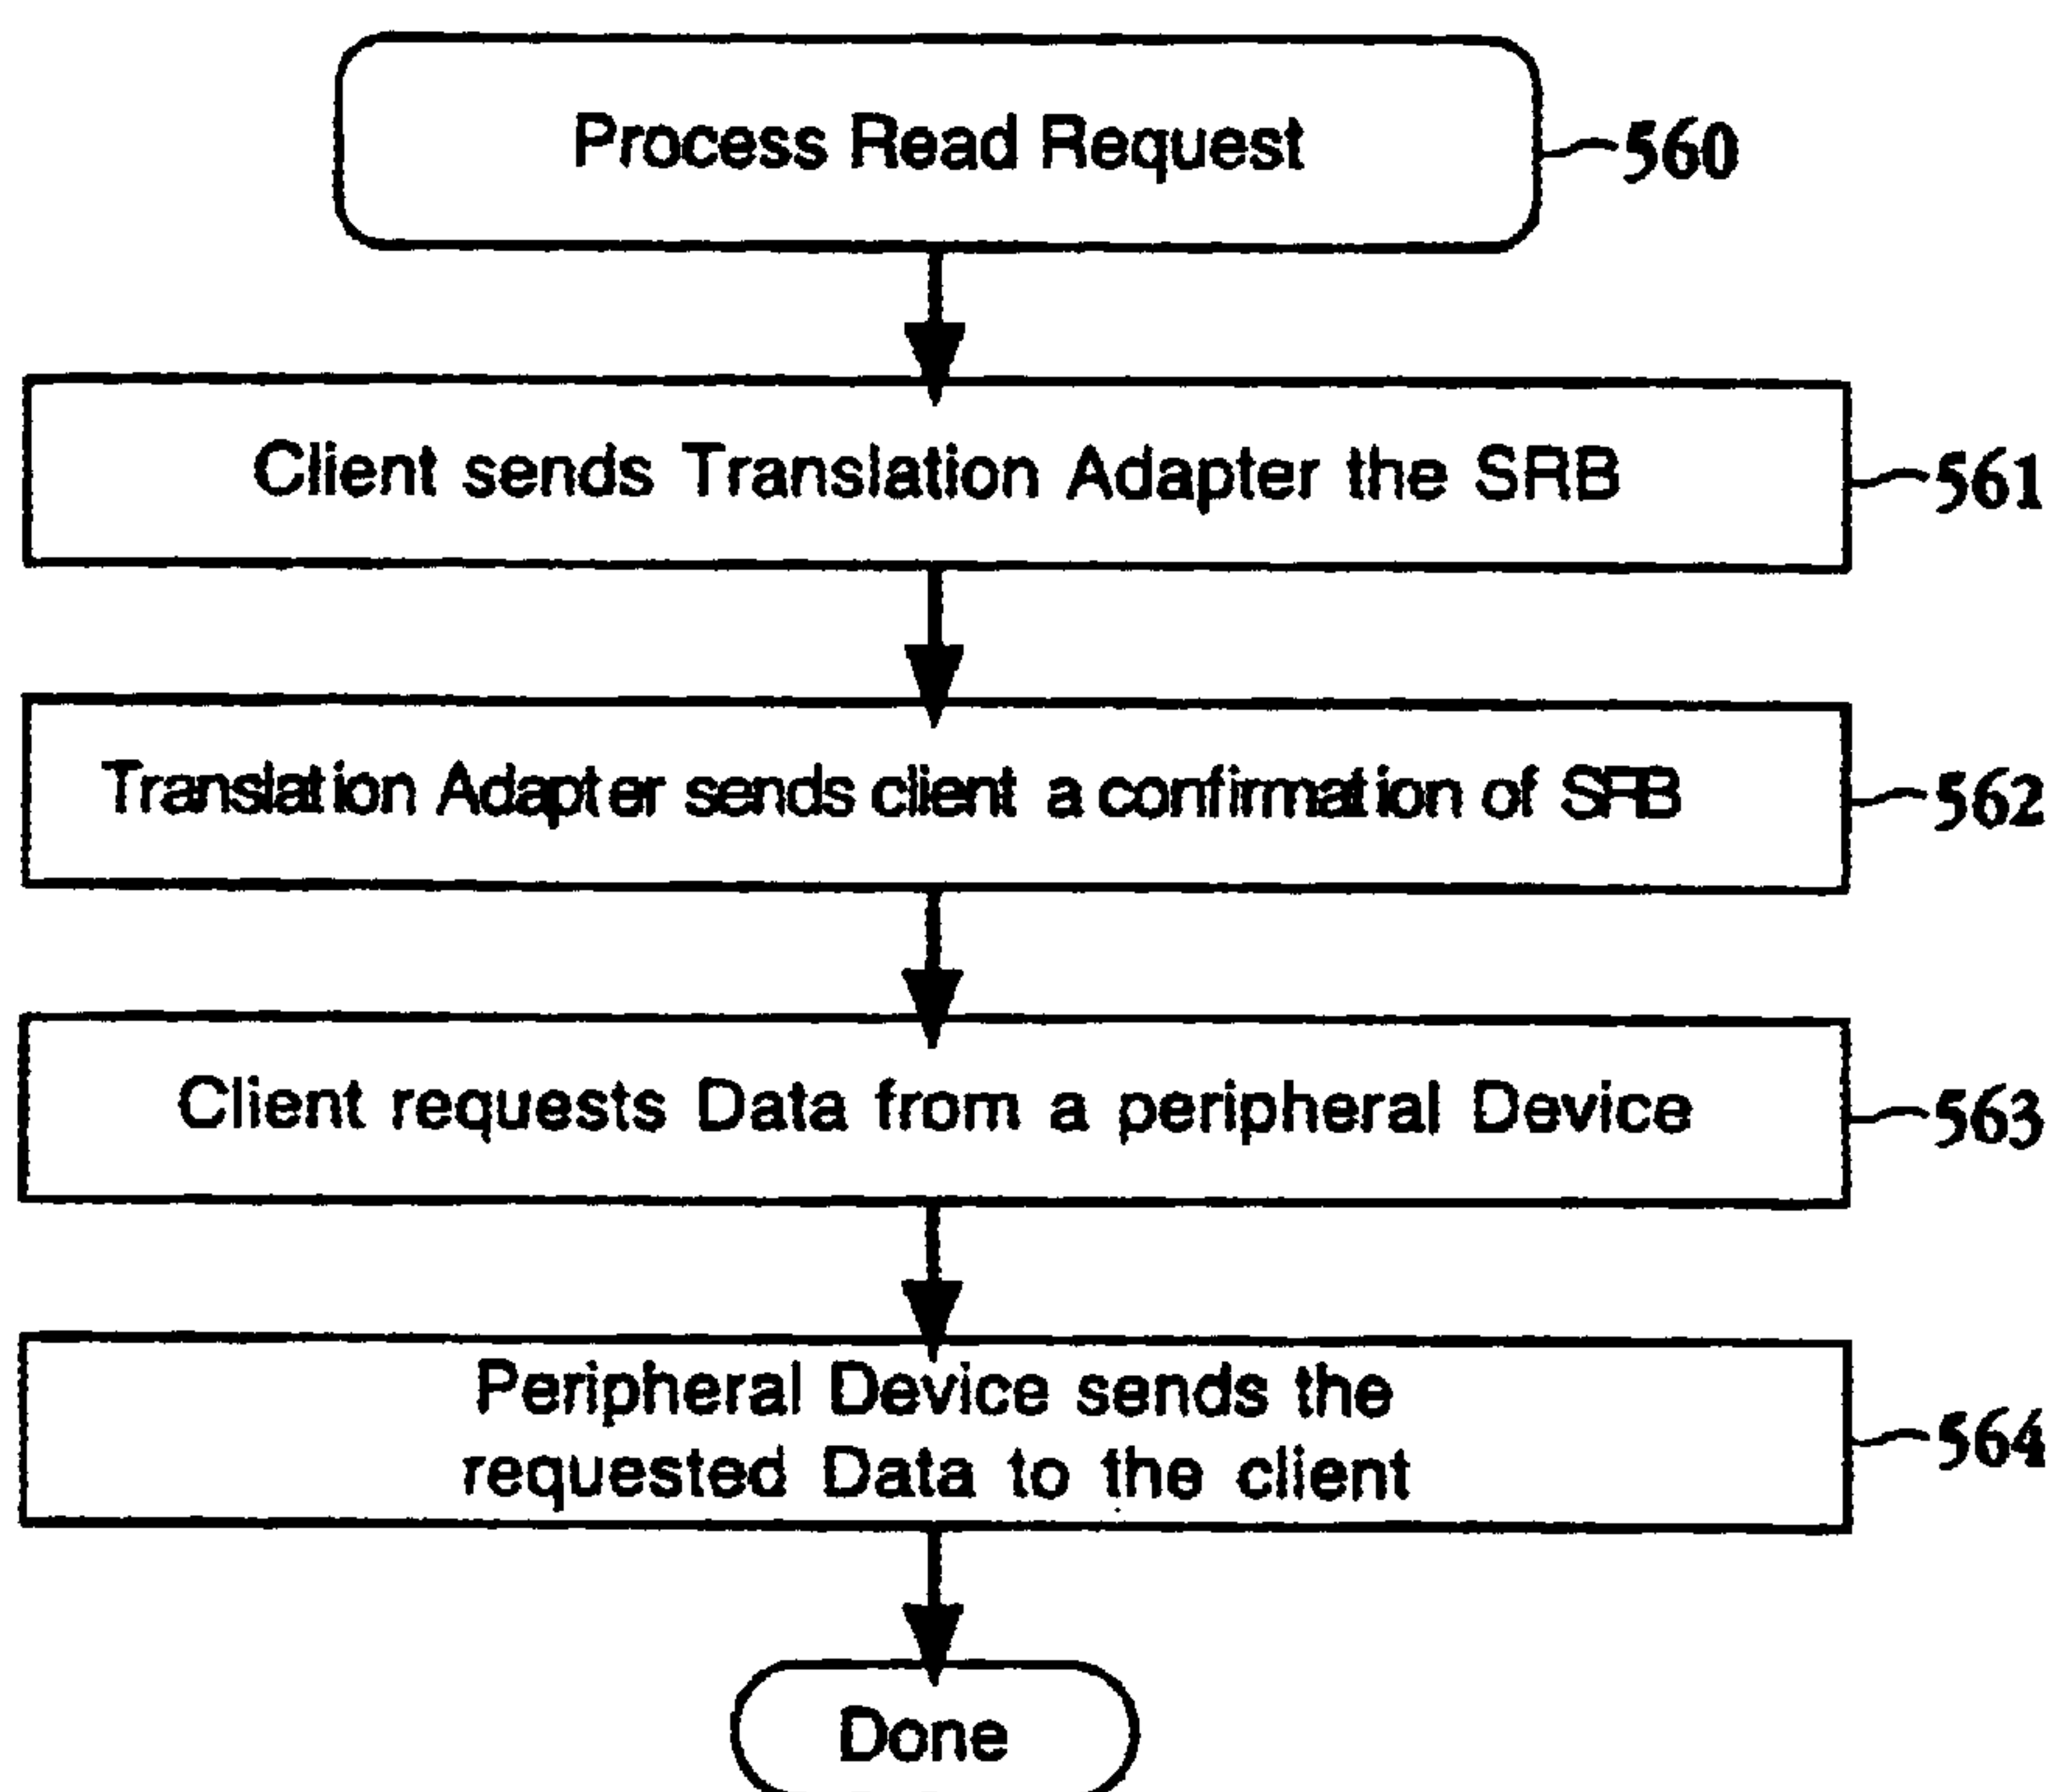 Process Read Request
560
Client sends Translation Adapter the SRB
561
Translation Adapter sends client a confirmation of SRB
562
Client requests Data from a peripheral Device
563
Peripheral Device sends the
requested Data to the client
564
Done